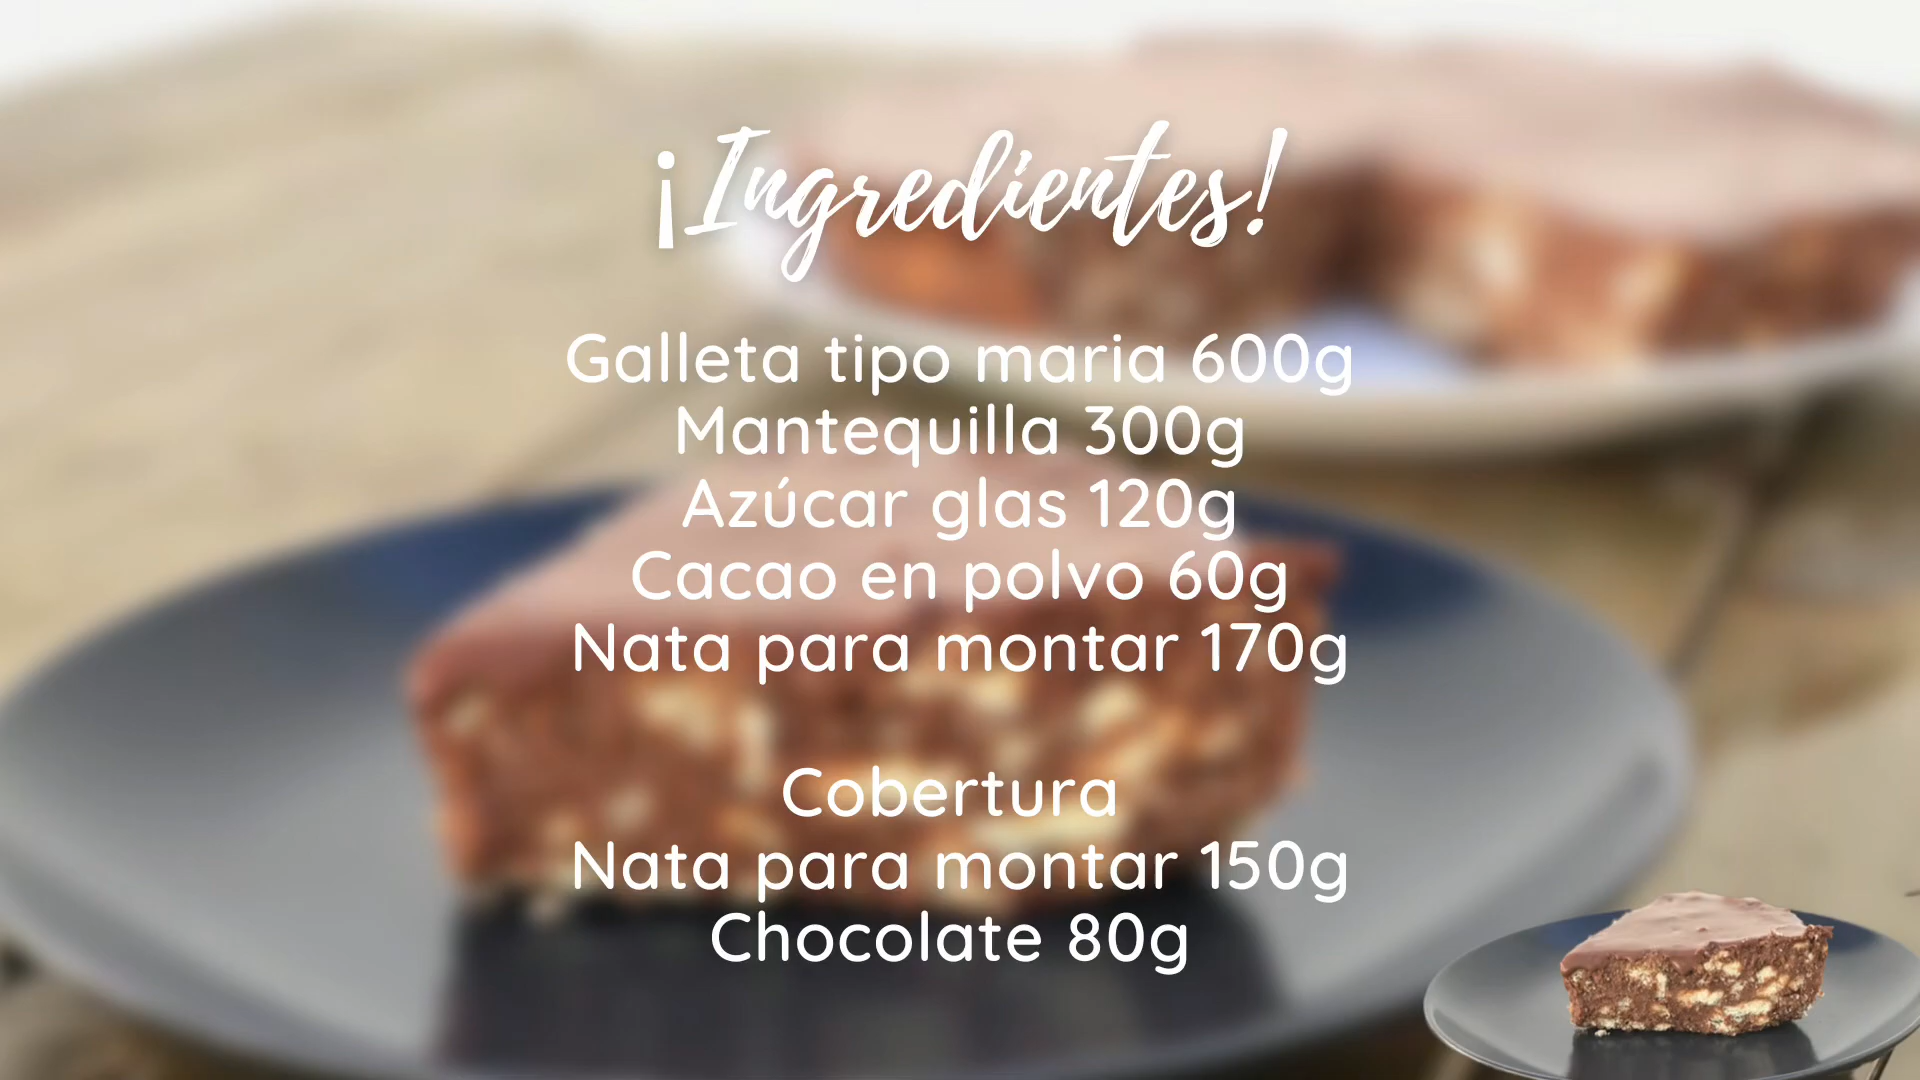 ¡Ingredientes!
Galleta tipo maria 600g
Mantequilla 300g
Azúcar glas 120g
Cacao en polvo 60g
Nata para montar 170g
Cobertura
Nata para montar 150g
Chocolate 80g